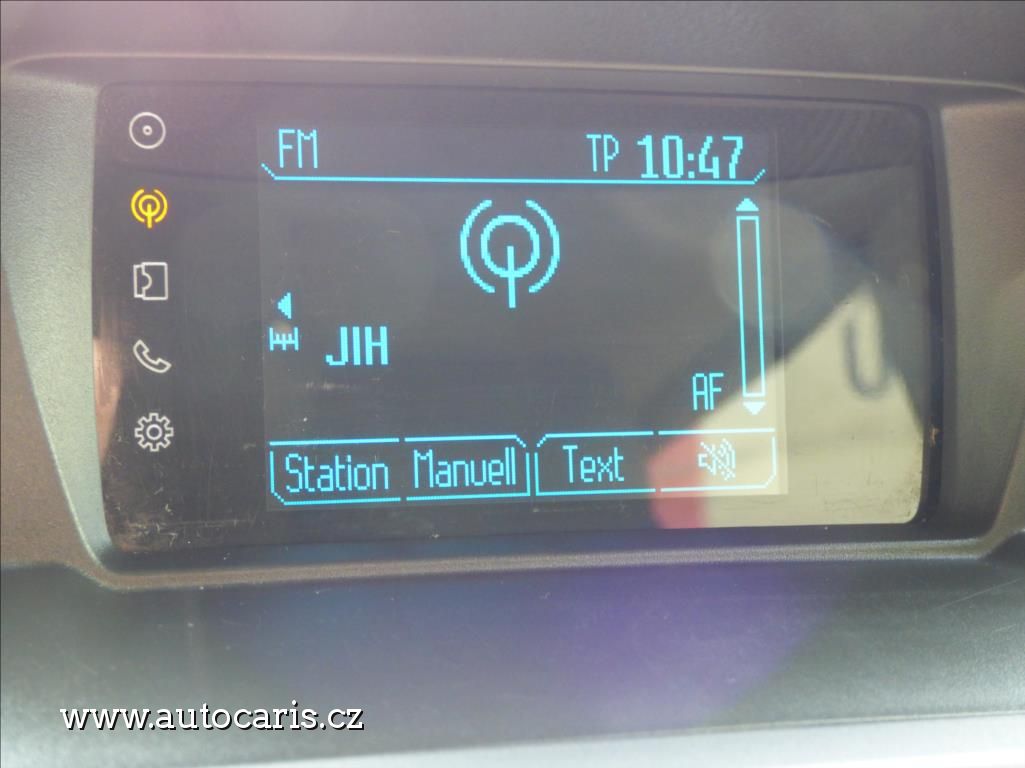 FM TP 10:47
JIH
AF
Station Manuell Text
www.autocaris.cz